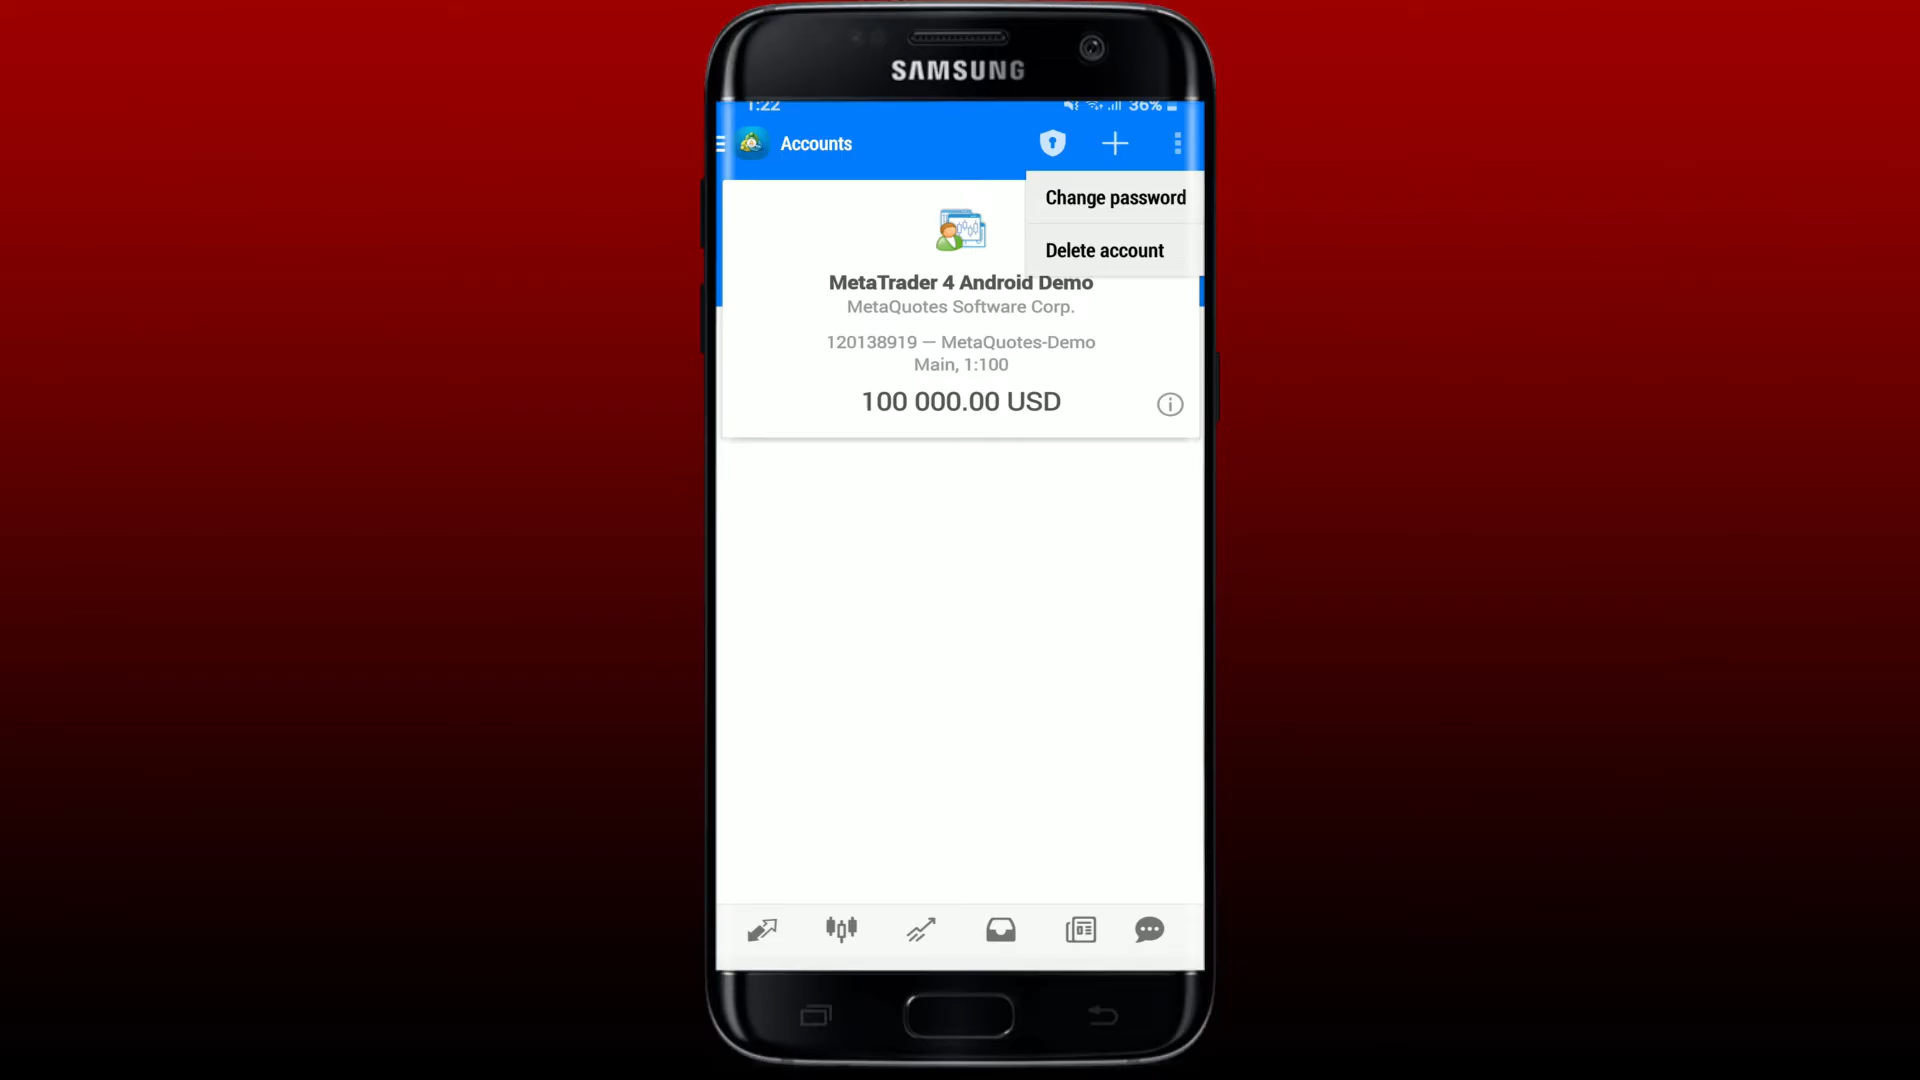 SAMSUNG
1:22
36%
Accounts
Change password
Delete account
MetaTrader 4 Android Demo
MetaQuotes Software Corp.
120138919 — MetaQuotes-Demo
Main, 1:100
100 000.00 USD